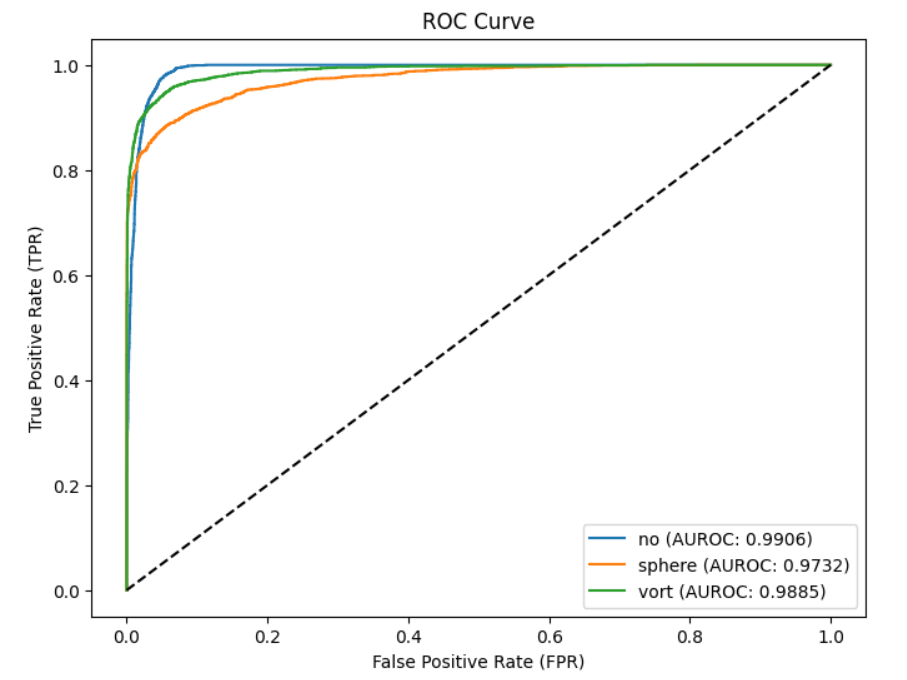 ROC Curve
True Positive Rate (TPR)
1.0
0.8
0.6
0.4
0.2
0.0
no (AUROC: 0.9906)
sphere (AUROC: 0.9732)
vort (AUROC: 0.9885)
0.0 0.2 0.4 0.6 0.8 1.0
False Positive Rate (FPR)